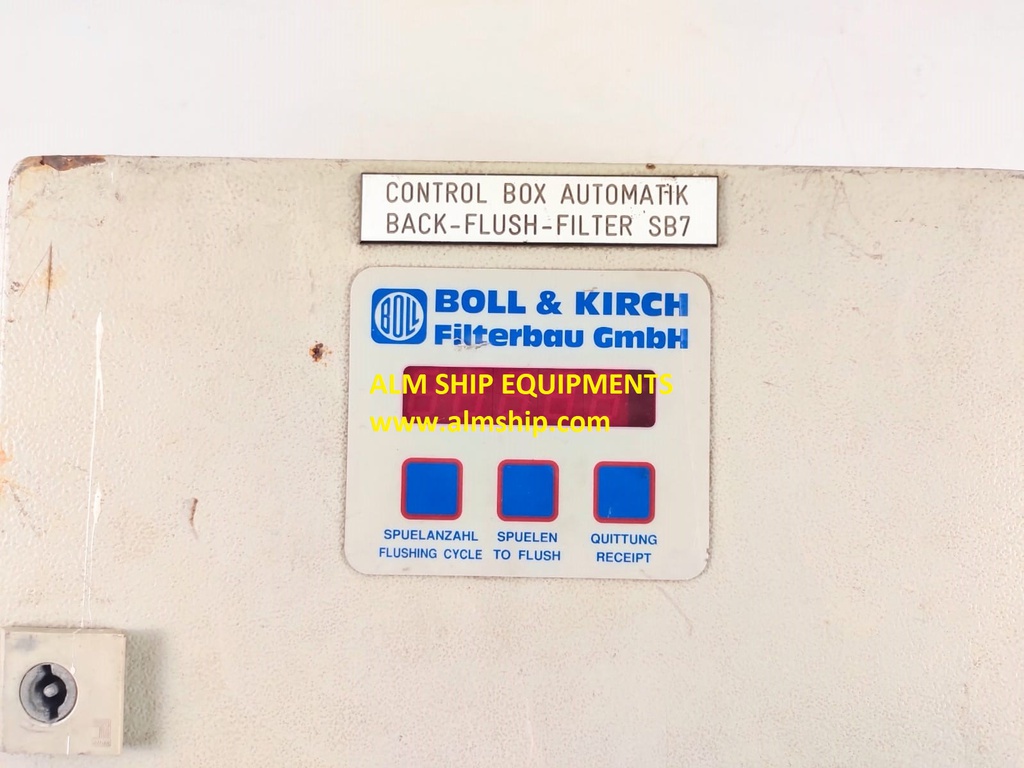 CONTROL BOX AUTOMATIK
BACK-FLUSH-FILTER SB7
BOLL
BOLL & KIRCH
Filterbau GmbH
ALM SHIP EQUIPMENTS
www.almship.com
SPUELANZAHL SPUELEN QUITTUNG
FLUSHING CYCLE TO FLUSH RECEIPT